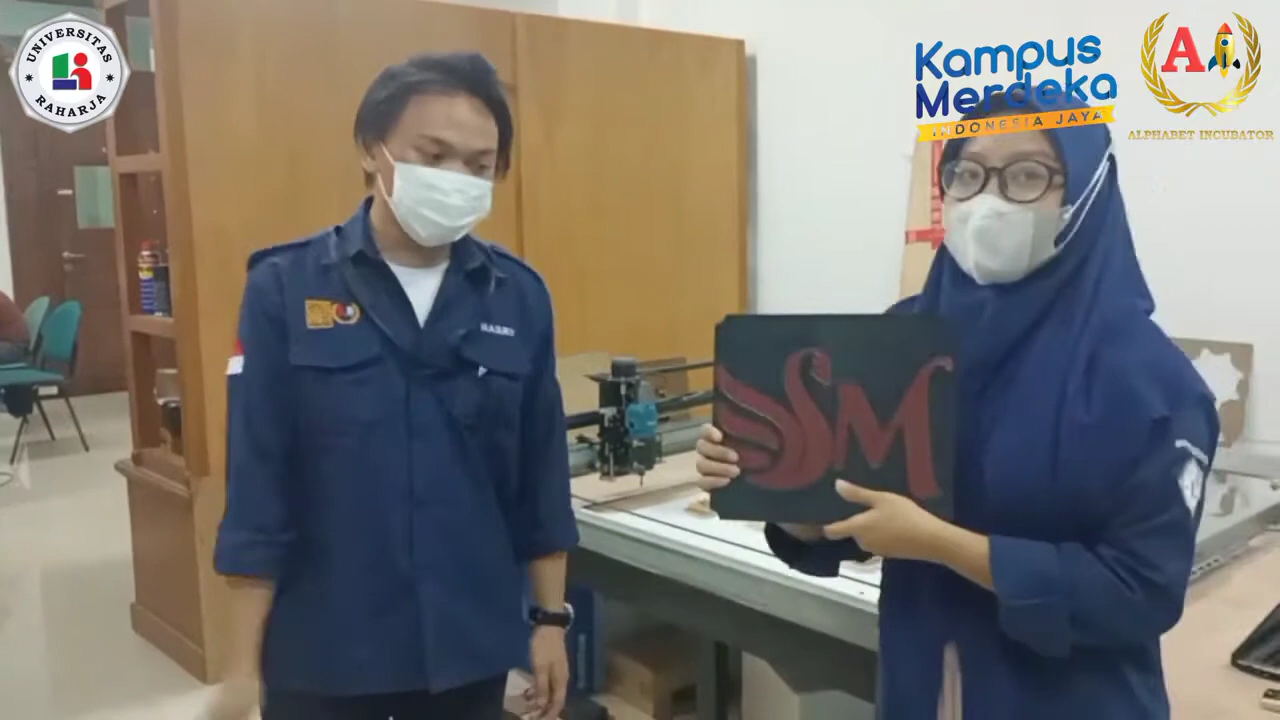 UNIVERSITAS
RAHARJA
Kampus
Merdeka
INDONESIA JAYA
A
ALPHABET INCUBATOR
SM